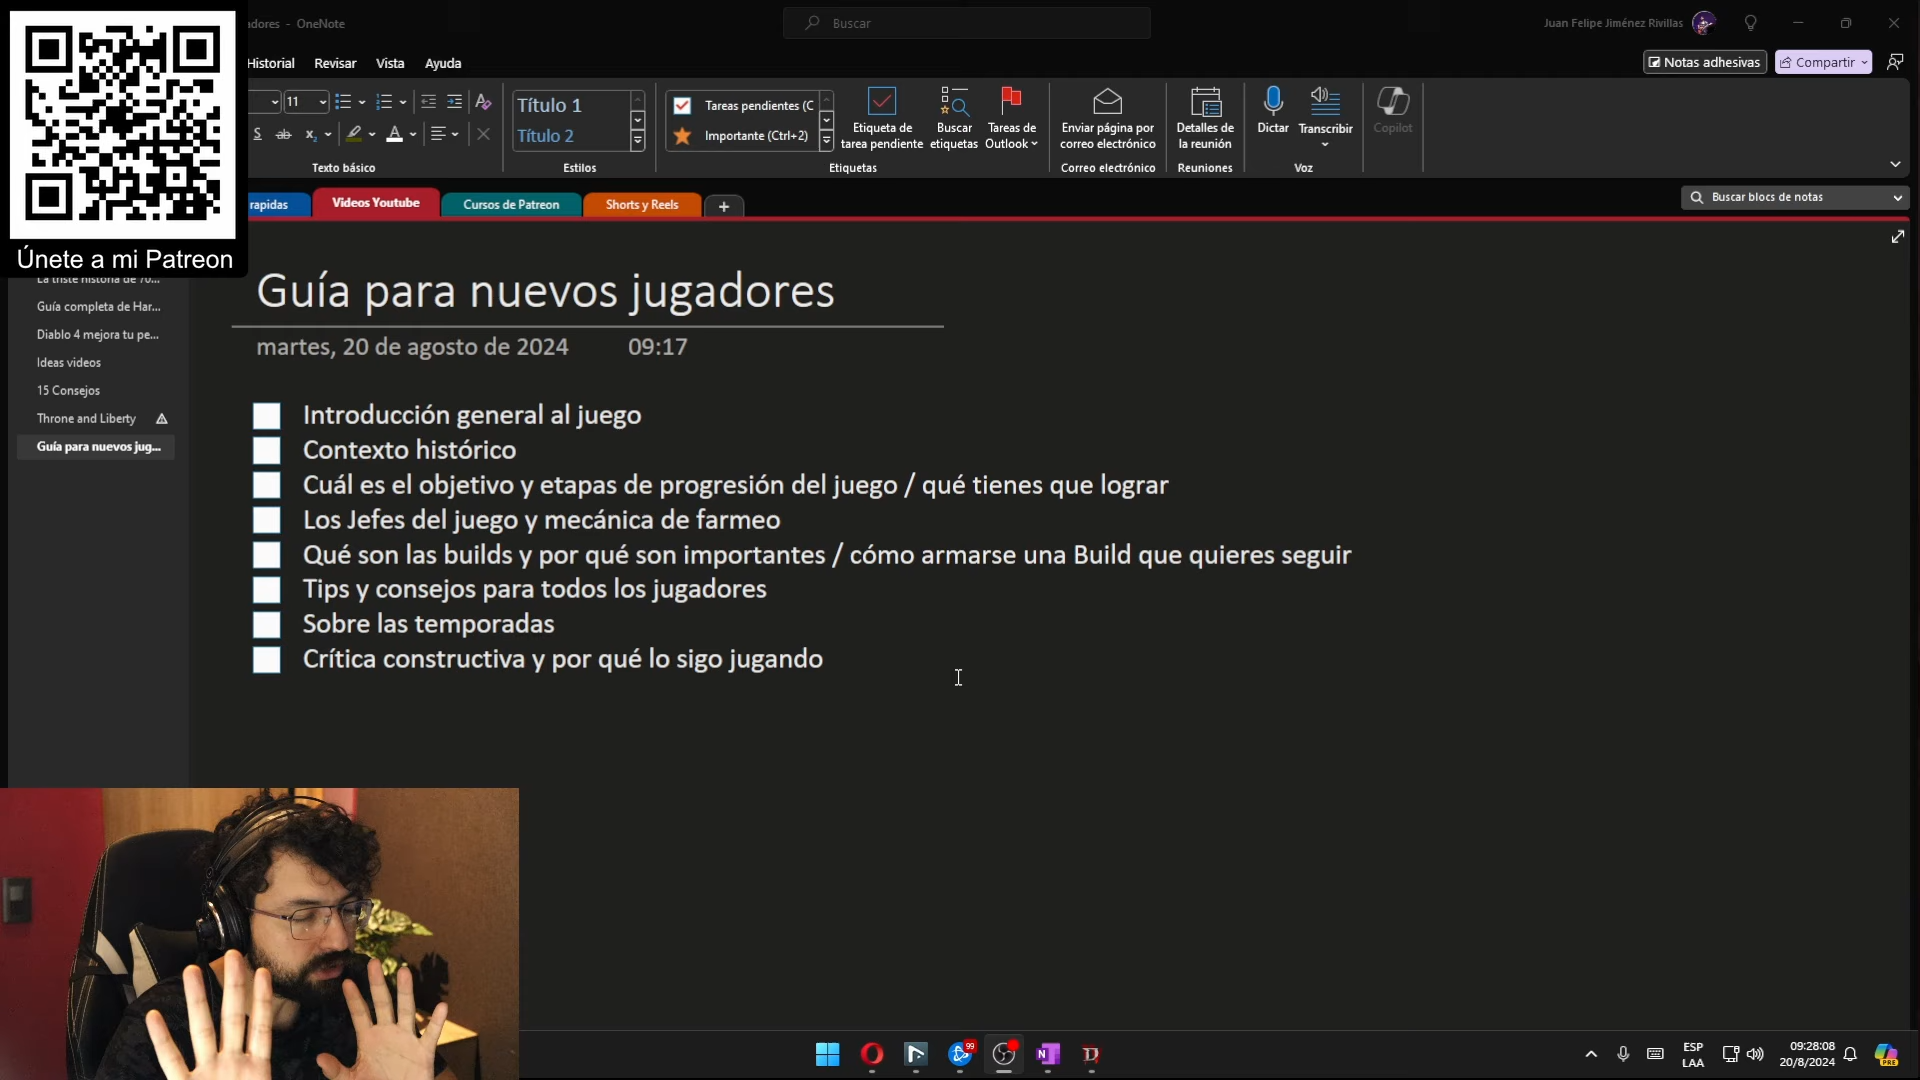 adores - OneNote
Buscar
Juan Felipe Jiménez Rivillas
Historial Revisar Vista Ayuda
Notas adhesivas
Compartir
11
Título 1
Título 2
Tareas pendientes (C
Importante (Ctrl+2)
Etiqueta de tarea pendiente
Buscar etiquetas
Tareas de Outlook
Enviar página por correo electrónico
Detalles de la reunión
Dictar
Transcribir
Copilot
Texto básico
Estilos
Etiquetas
Correo electrónico
Reuniones
Voz
rapidas
Videos Youtube
Cursos de Patreon
Shorts y Reels
+
Buscar blocs de notas
Únete a mi Patreon
Guía completa de Har...
Diablo 4 mejora tu pe...
Ideas videos
15 Consejos
Throne and Liberty
Guía para nuevos jug...
Guía para nuevos jugadores
martes, 20 de agosto de 2024 09:17
Introducción general al juego
Contexto histórico
Cuál es el objetivo y etapas de progresión del juego / qué tienes que lograr
Los Jefes del juego y mecánica de farmeo
Qué son las builds y por qué son importantes / cómo armarse una Build que quieres seguir
Tips y consejos para todos los jugadores
Sobre las temporadas
Crítica constructiva y por qué lo sigo jugando
99
ESP
LAA
09:28:08
20/8/2024
PRE